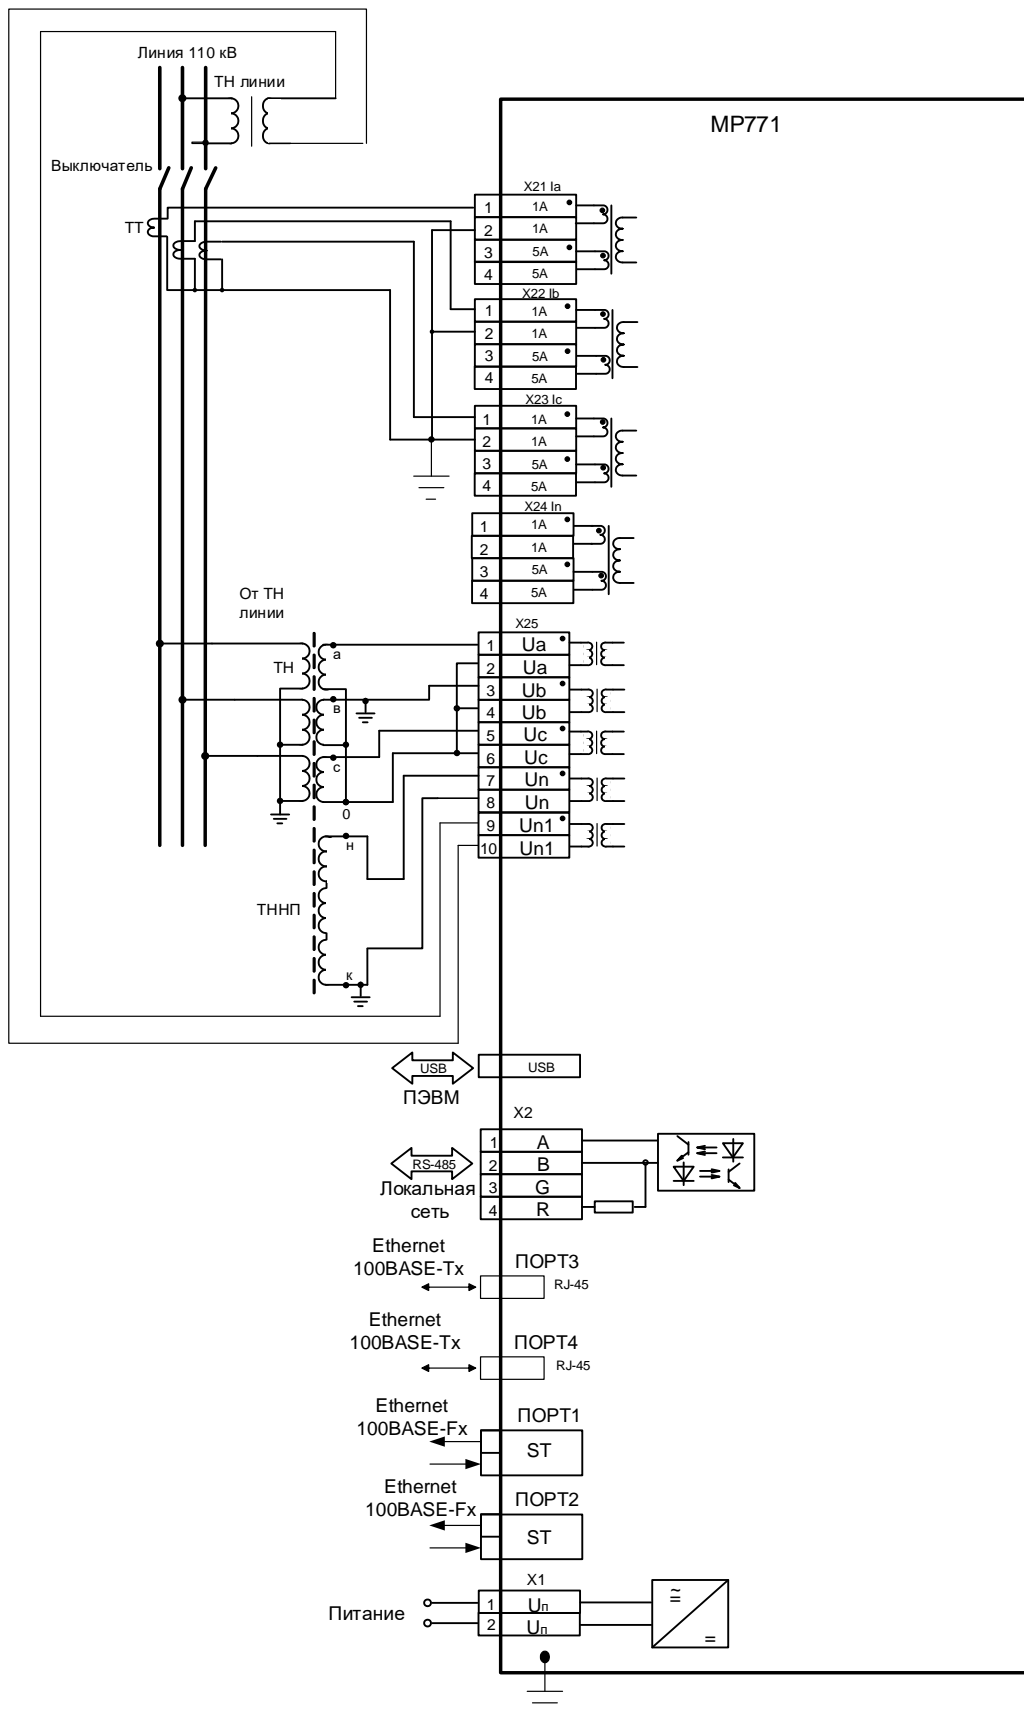 Линия 110 кВ
ТН линии
Выключатель
ТТ
МР771
X21 Ia
1 1А
2 1А
3 5А
4 5А
X22 Ib
1 1А
2 1А
3 5А
4 5А
X23 Ic
1 1А
2 1А
3 5А
4 5А
X24 In
1 1А
2 1А
3 5А
4 5А
От ТН
линии
X25
ТН
а
в
с
0
1 Ua
2 Ua
3 Ub
4 Ub
5 Uc
6 Uc
7 Un
8 Un
9 Un1
10 Un1
н
ТННП
к
USB
USB
ПЭВМ
X2
RS-485
Локальная
сеть
1 A
2 B
3 G
4 R
Ethernet
100BASE-Tx
ПОРТ3
RJ-45
Ethernet
100BASE-Tx
ПОРТ4
RJ-45
Ethernet
100BASE-Fx
ПОРТ1
ST
Ethernet
100BASE-Fx
ПОРТ2
ST
X1
Питание
1 Uп
2 Uп